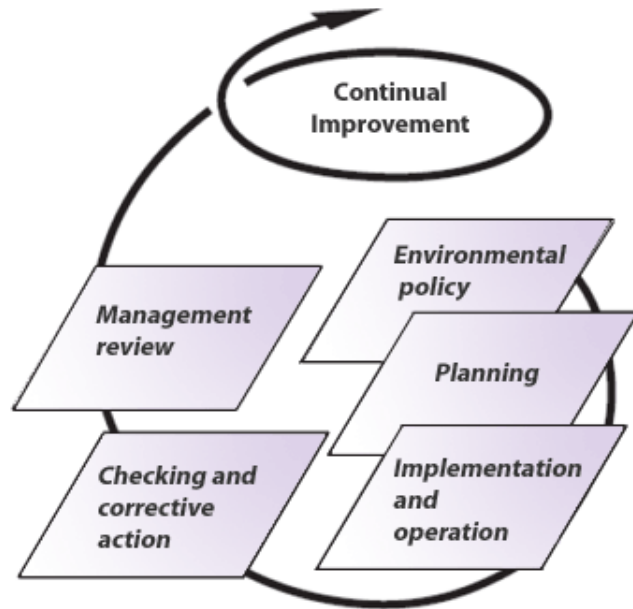 Continual
Improvement
Environmental
policy
Management
review
Planning
Checking and
corrective
action
Implementation
and
operation